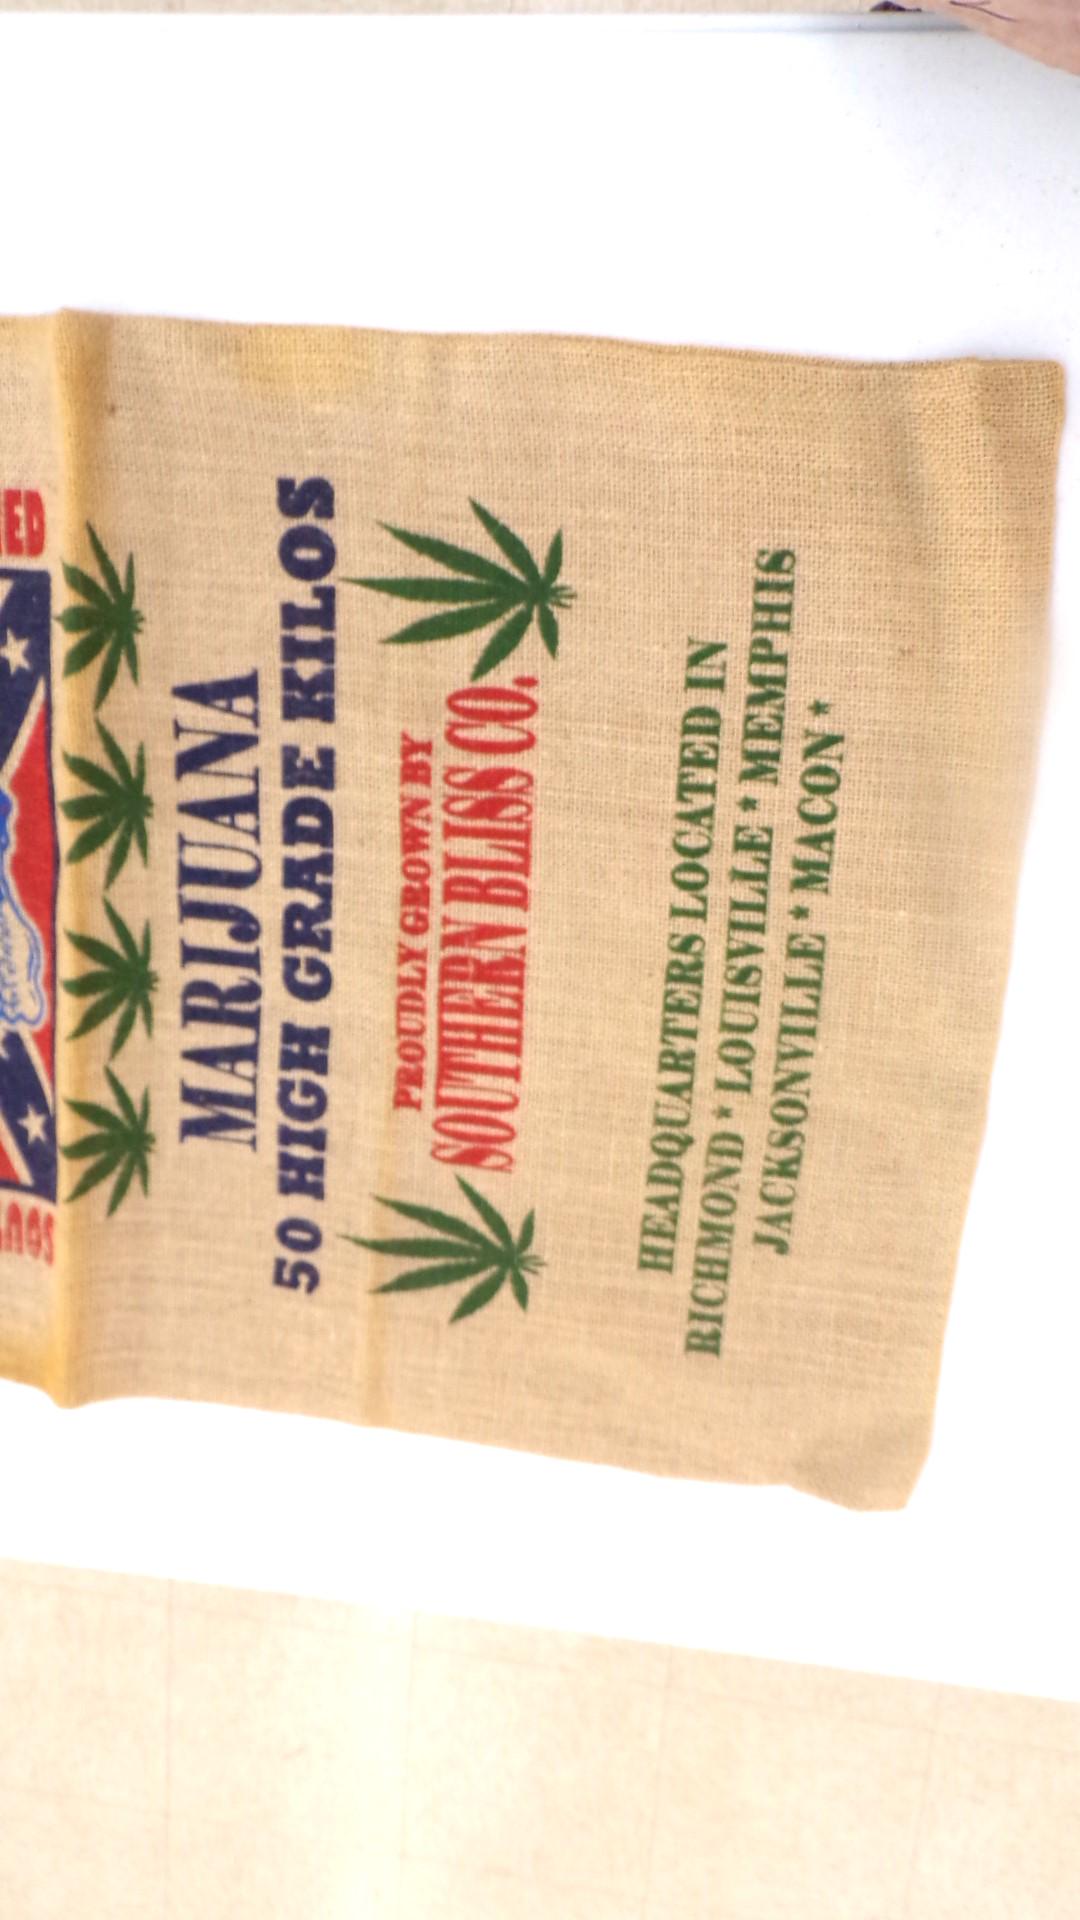 MARIJUANA
50 HIGH GRADE KILOS
PROUDLY GROWN BY
SOUTHERN BLISS CO.
HEADQUARTERS LOCATED IN
RICHMOND * LOUISVILLE * MEMPHIS
JACKSONVILLE * MACON *